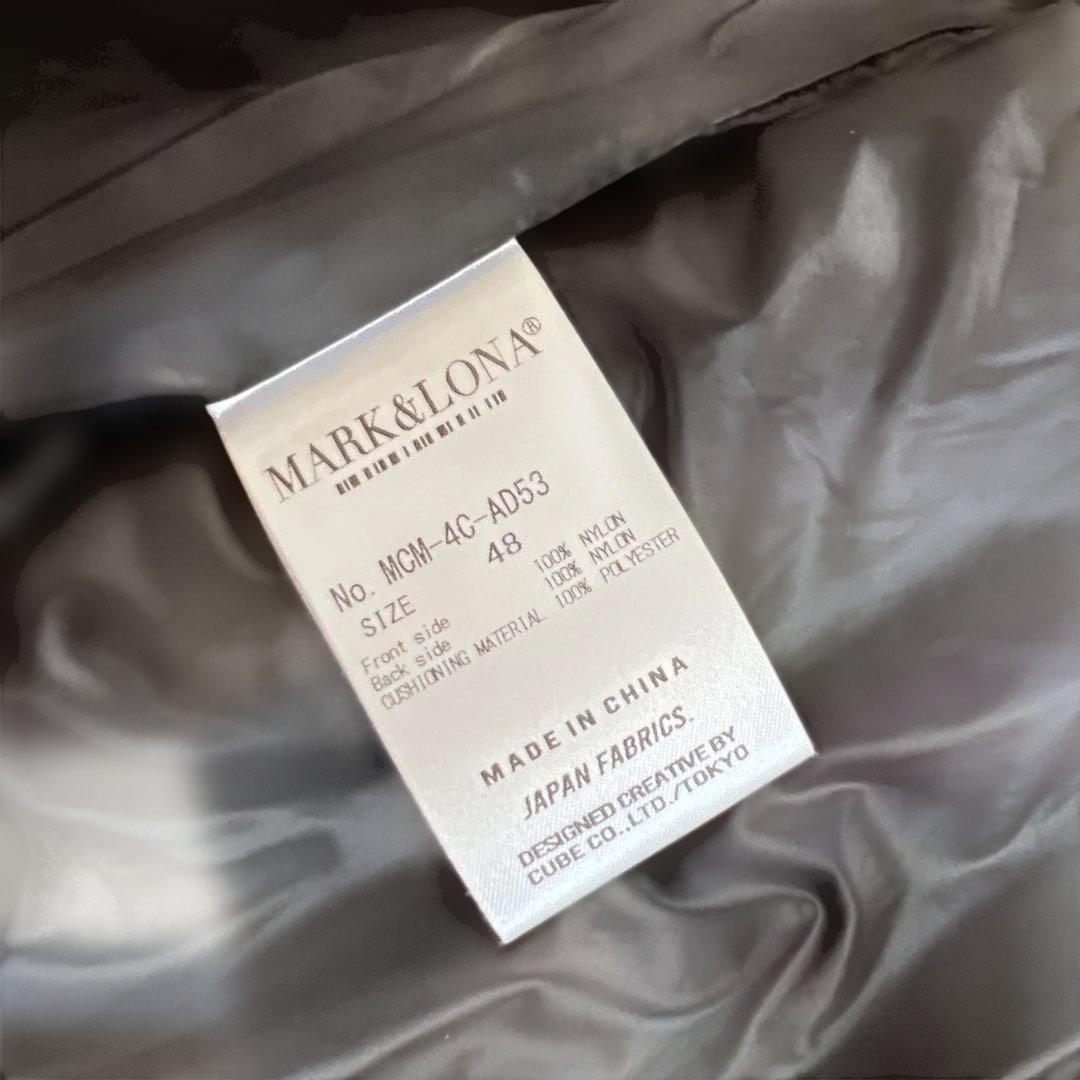 MARK&LONA®
No. MCM-4C-AD53
SIZE 48
Front side 100% NYLON
Back side 100% NYLON
CUSHIONING MATERIAL 100% POLYESTER
MADE IN CHINA
JAPAN FABRICS.
DESIGNED CREATIVE BY
CUBE CO.,LTD./TOKYO